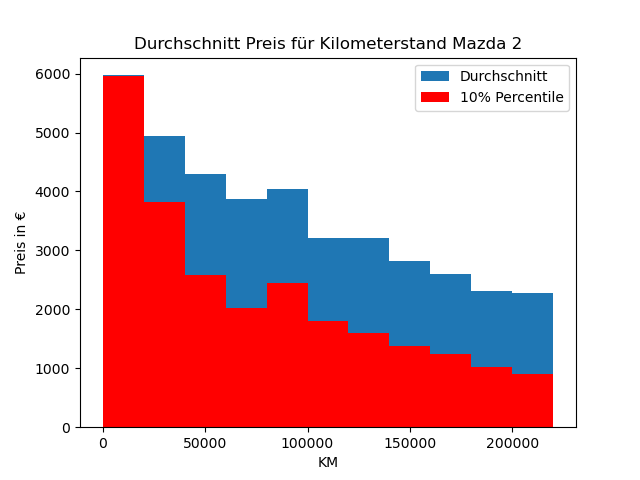 Durchschnitt Preis für Kilometerstand Mazda 2
Durchschnitt
10% Percentile
6000
5000
4000
3000
2000
1000
0
Preis in €
0 50000 100000 150000 200000
KM